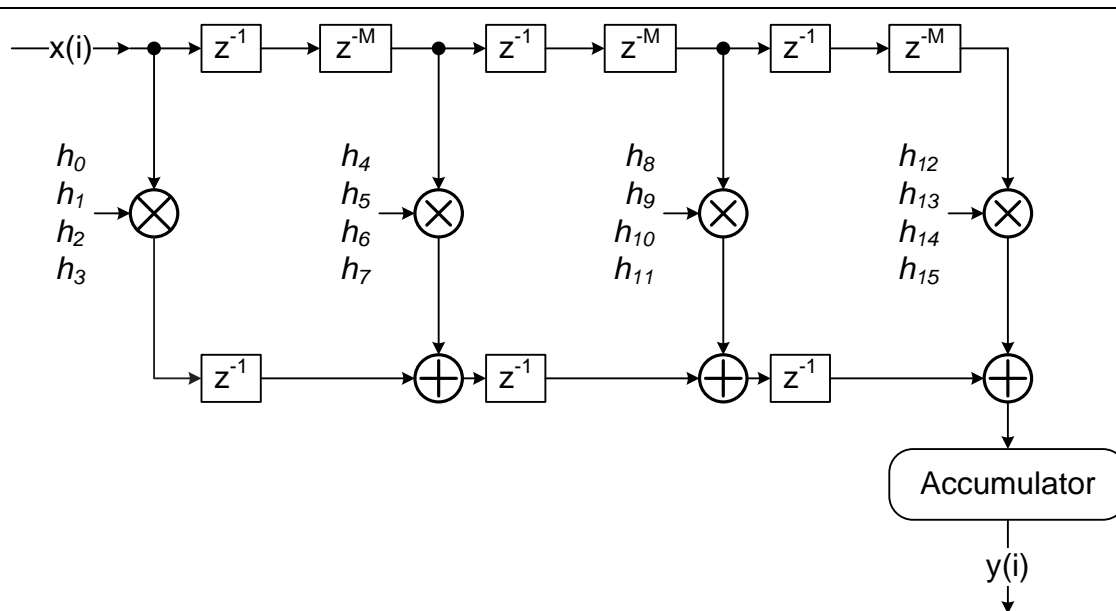 x(i) z⁻¹ z⁻ᴹ z⁻¹ z⁻ᴹ z⁻¹ z⁻ᴹ
h₀ h₄ h₈ h₁₂
h₁ h₅ h₉ h₁₃
h₂ h₆ h₁₀ h₁₄
h₃ h₇ h₁₁ h₁₅
z⁻¹ z⁻¹ z⁻¹
Accumulator
y(i)